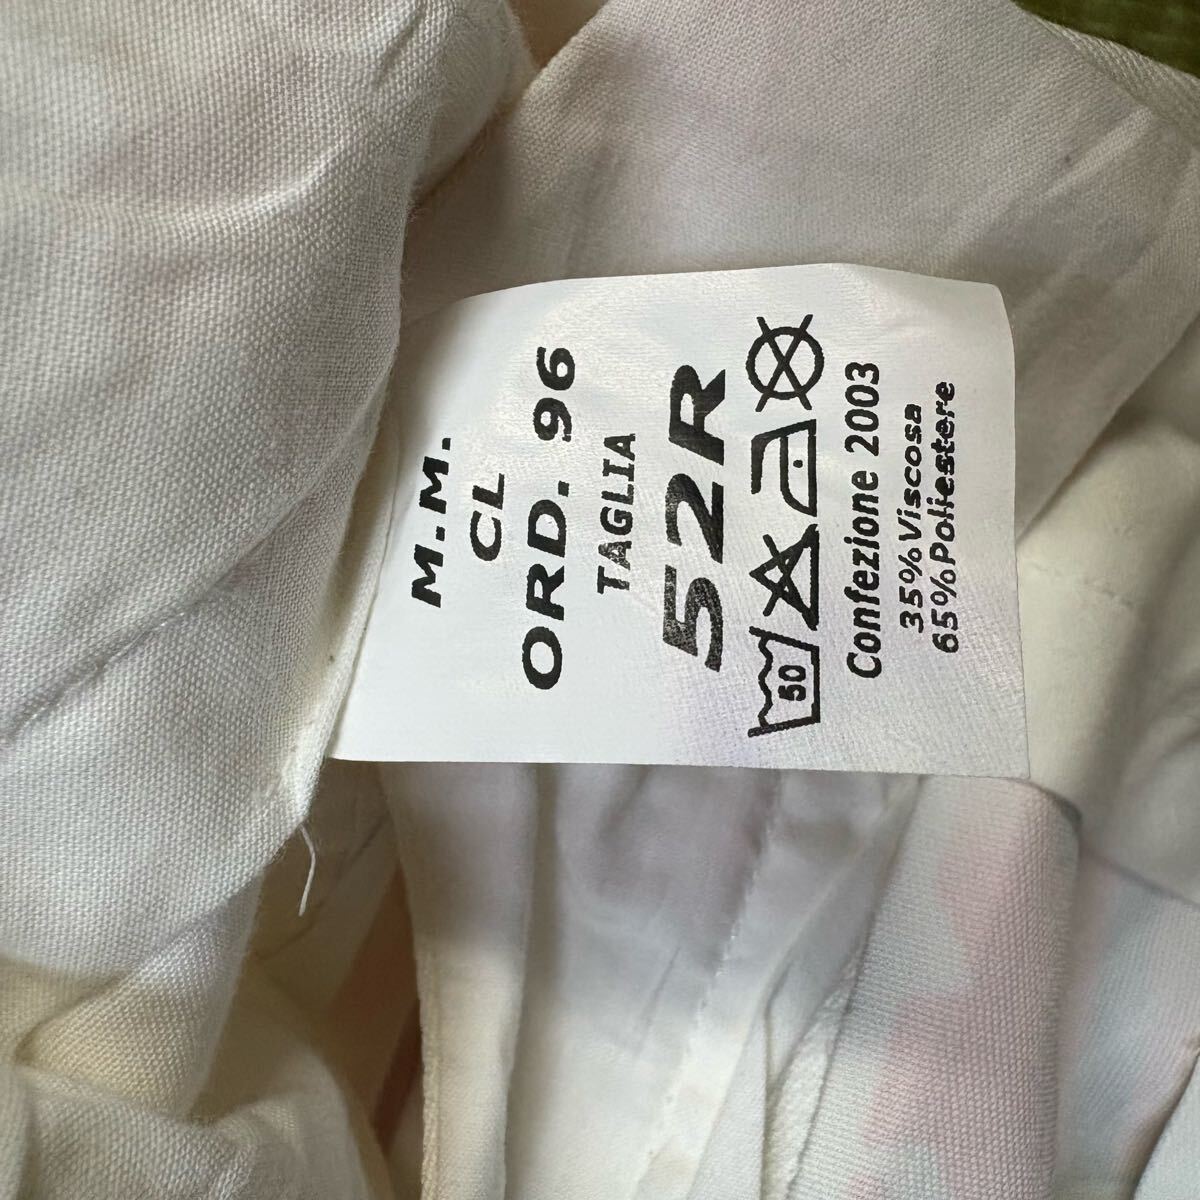 M.M.
CL
ORD. 96
TAGLIA
52R
50
Confezione 2003
35%Viscosa
65%Poliestere